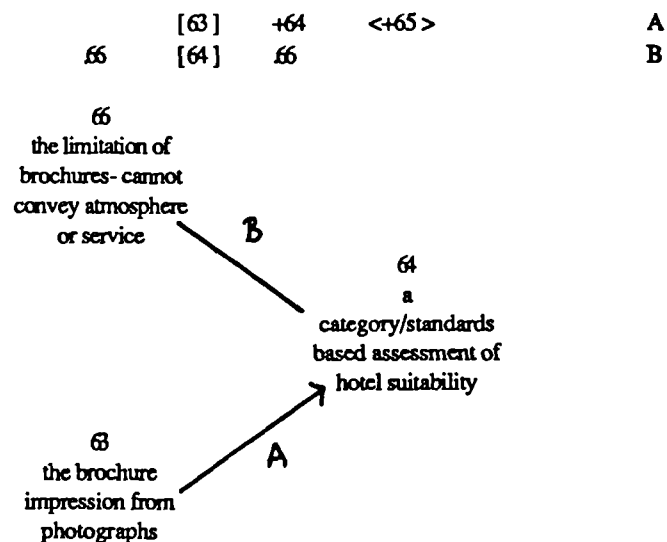 [63] +64 <+65> A
.66 [64] .66 B
66
the limitation of
brochures- cannot
convey atmosphere
or service
B
64
a
category/standards
based assessment of
hotel suitability
A
63
the brochure
impression from
photographs